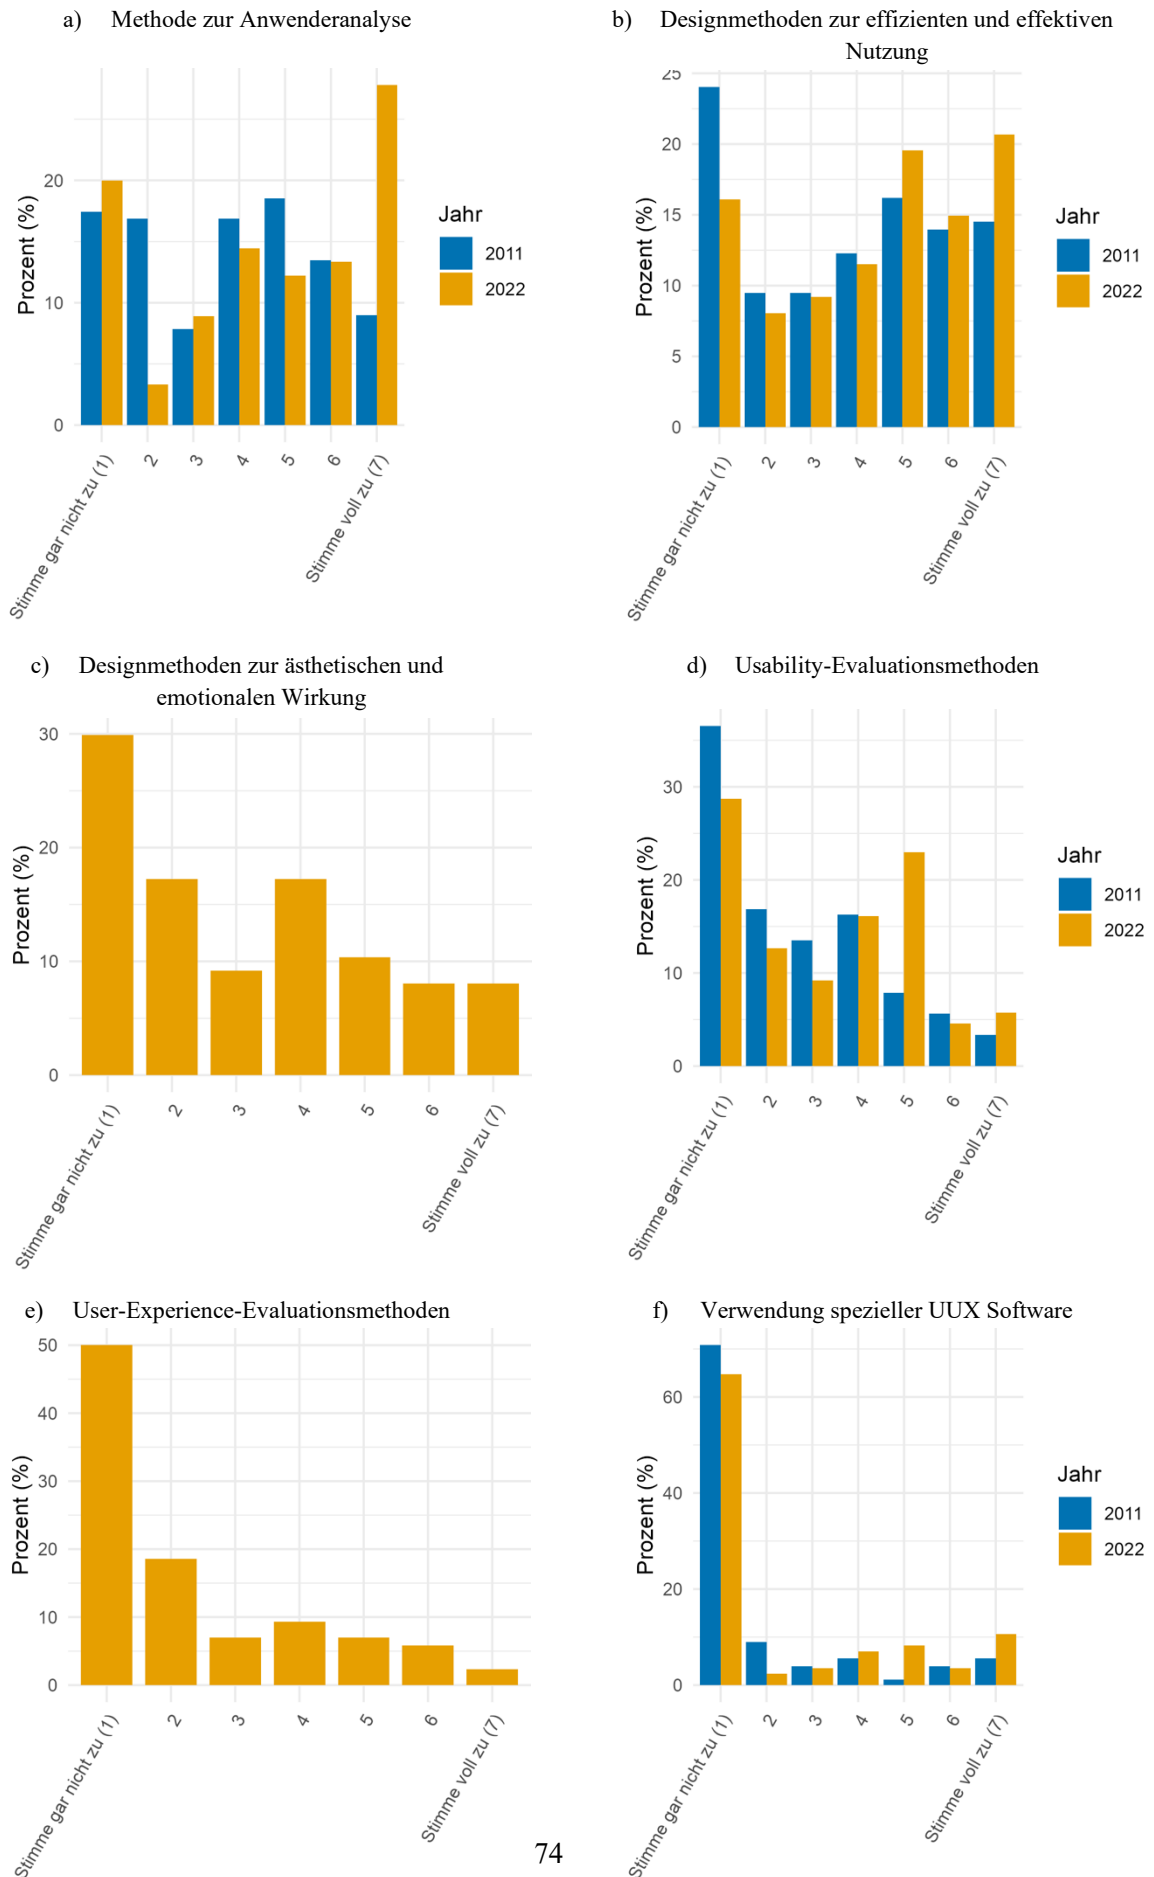 a) Methode zur Anwenderanalyse
Prozent (%)
20
10
0
Stimme gar nicht zu (1)
2
3
4
5
6
Stimme voll zu (7)
Jahr
2011
2022
b) Designmethoden zur effizienten und effektiven
Nutzung
Prozent (%)
25
20
15
10
5
0
Stimme gar nicht zu (1)
2
3
4
5
6
Stimme voll zu (7)
Jahr
2011
2022
c) Designmethoden zur ästhetischen und
emotionalen Wirkung
Prozent (%)
30
20
10
0
Stimme gar nicht zu (1)
2
3
4
5
6
Stimme voll zu (7)
d) Usability-Evaluationsmethoden
Prozent (%)
30
20
10
0
Stimme gar nicht zu (1)
2
3
4
5
6
Stimme voll zu (7)
Jahr
2011
2022
e) User-Experience-Evaluationsmethoden
Prozent (%)
50
40
30
20
10
0
Stimme gar nicht zu (1)
2
3
4
5
6
Stimme voll zu (7)
f) Verwendung spezieller UUX Software
Prozent (%)
60
40
20
0
Stimme gar nicht zu (1)
2
3
4
5
6
Stimme voll zu (7)
Jahr
2011
2022
74